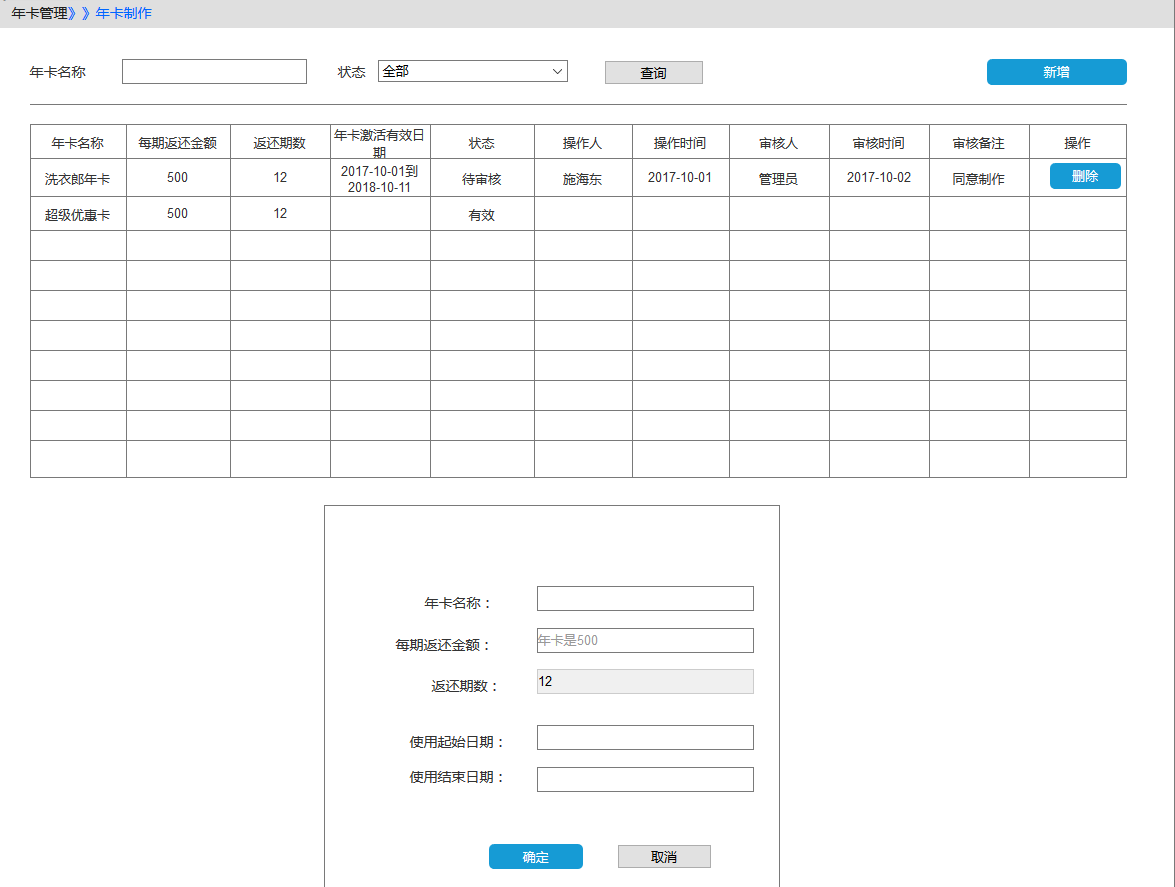 年卡管理》》年卡制作
年卡名称 状态 全部 查询 新增
年卡名称 每期返还金额 返还期数 年卡激活有效日期 状态 操作人 操作时间 审核人 审核时间 审核备注 操作
洗衣郎年卡 500 12 2017-10-01到2018-10-11 待审核 施海东 2017-10-01 管理员 2017-10-02 同意制作 删除
超级优惠卡 500 12 有效
年卡名称：
每期返还金额： 年卡是500
返还期数： 12
使用起始日期：
使用结束日期：
确定 取消